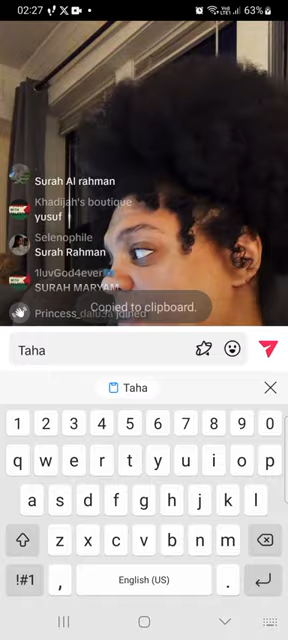 02:27
63%
Surah Al rahman
Khadijah's boutique
yusuf
Selenophile
Surah Rahman
1luvGod4ever
SURAH MARYAM
Copied to clipboard.
joined
Taha
Taha
1 2 3 4 5 6 7 8 9 0
q w e r t y u i o p
a s d f g h j k l
z x c v b n m
!#1 , English (US) .